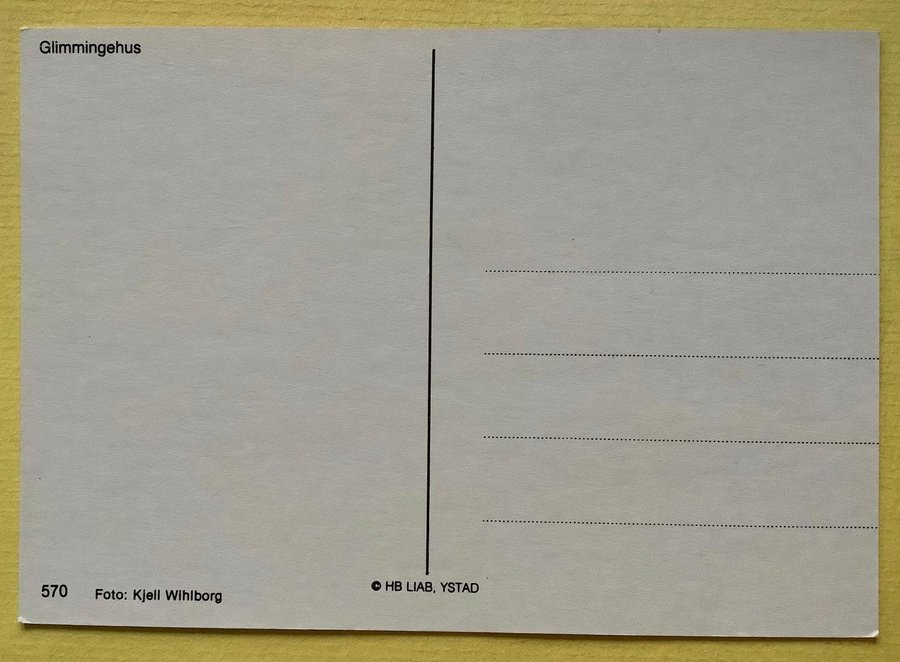 Glimmingehus
570 Foto: Kjell Wihlborg
© HB LIAB, YSTAD